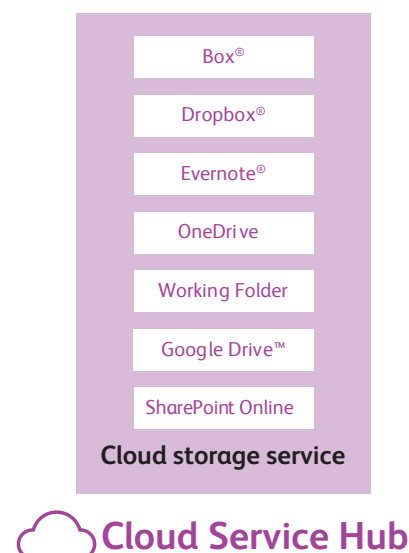 Box®
Dropbox®
Evernote®
OneDrive
Working Folder
Google Drive™
SharePoint Online
Cloud storage service
Cloud Service Hub